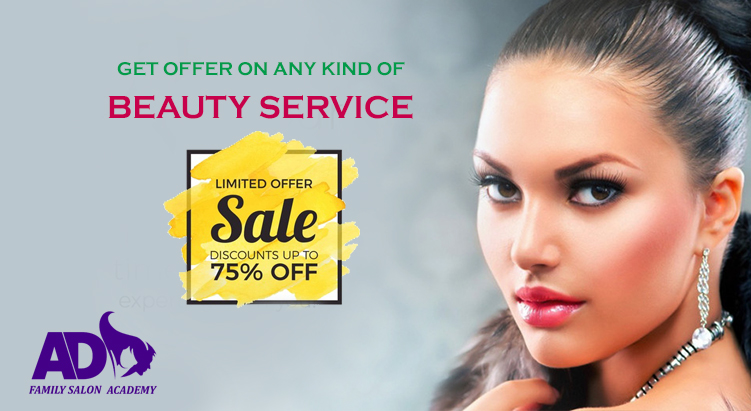 GET OFFER ON ANY KIND OF
BEAUTY SERVICE
LIMITED OFFER
Sale
DISCOUNTS UP TO
75% OFF
AD
FAMILY SALON ACADEMY